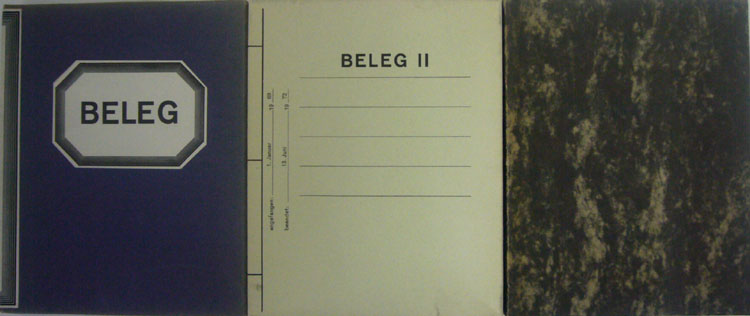 BELEG
BELEG II
angefangen: 1. Januar 19 69
beendet: 13. Juni 19 72